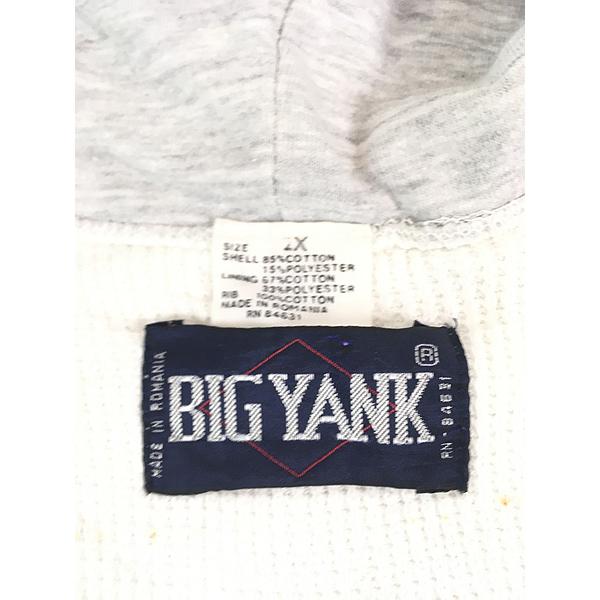 SIZE 2X
SHELL 85%COTTON
15%POLYESTER
LINING 67%COTTON
33%POLYESTER
RIB 100%COTTON
MADE IN ROMANIA
RN 84631
MADE IN ROMÂNIA
BIG YANK
®
RN·84631